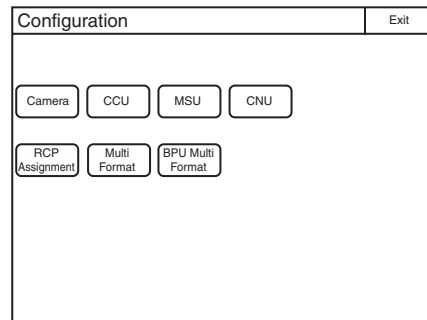 Configuration
Exit
Camera
CCU
MSU
CNU
RCP
Assignment
Multi
Format
BPU Multi
Format